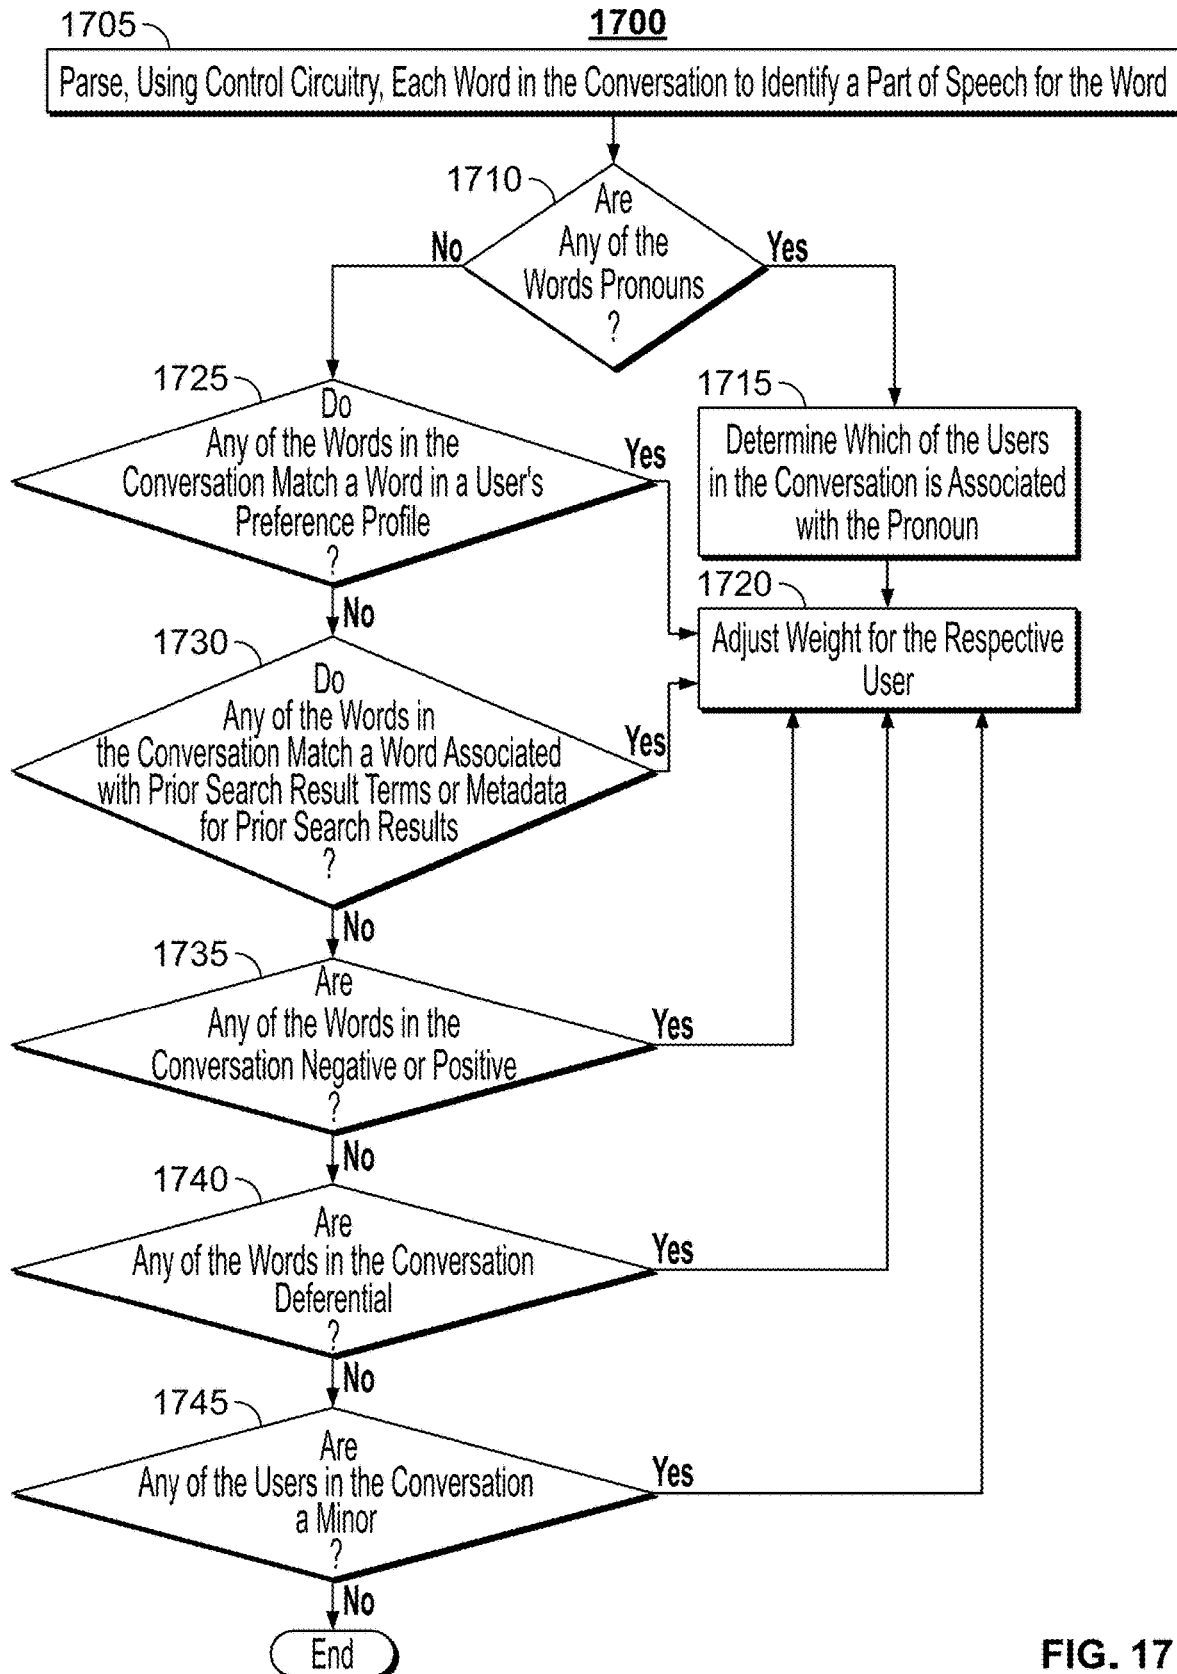 1700
1705
Parse, Using Control Circuitry, Each Word in the Conversation to Identify a Part of Speech for the Word
1710
Are
Any of the
Words Pronouns
?
No
Yes
1725
Do
Any of the Words in the
Conversation Match a Word in a User's
Preference Profile
?
Yes
No
1715
Determine Which of the Users
in the Conversation is Associated
with the Pronoun
1720
Adjust Weight for the Respective
User
1730
Do
Any of the Words in
the Conversation Match a Word Associated
with Prior Search Result Terms or Metadata
for Prior Search Results
?
Yes
No
1735
Are
Any of the Words in the
Conversation Negative or Positive
?
Yes
No
1740
Are
Any of the Words in the Conversation
Deferential
?
Yes
No
1745
Are
Any of the Users in the Conversation
a Minor
?
Yes
No
End
FIG. 17